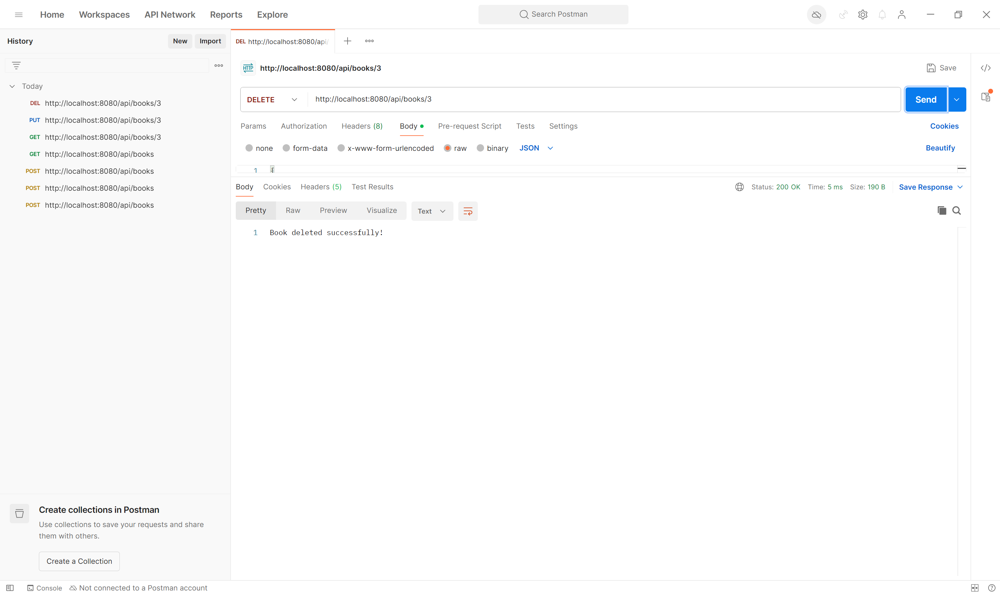 Home Workspaces API Network Reports Explore Search Postman
History New Import
DEL http://localhost:8080/api/
http://localhost:8080/api/books/3 Save
Today
DEL http://localhost:8080/api/books/3
PUT http://localhost:8080/api/books/3
GET http://localhost:8080/api/books/3
GET http://localhost:8080/api/books
POST http://localhost:8080/api/books
POST http://localhost:8080/api/books
POST http://localhost:8080/api/books
HTTP
DELETE http://localhost:8080/api/books/3 Send
Params Authorization Headers (8) Body Pre-request Script Tests Settings Cookies
none form-data x-www-form-urlencoded raw binary JSON Beautify
1 {
Body Cookies Headers (5) Test Results Status: 200 OK Time: 5 ms Size: 190 B Save Response
Pretty Raw Preview Visualize Text
1 Book deleted successfully!
Create collections in Postman
Use collections to save your requests and share
them with others.
Create a Collection
Console Not connected to a Postman account